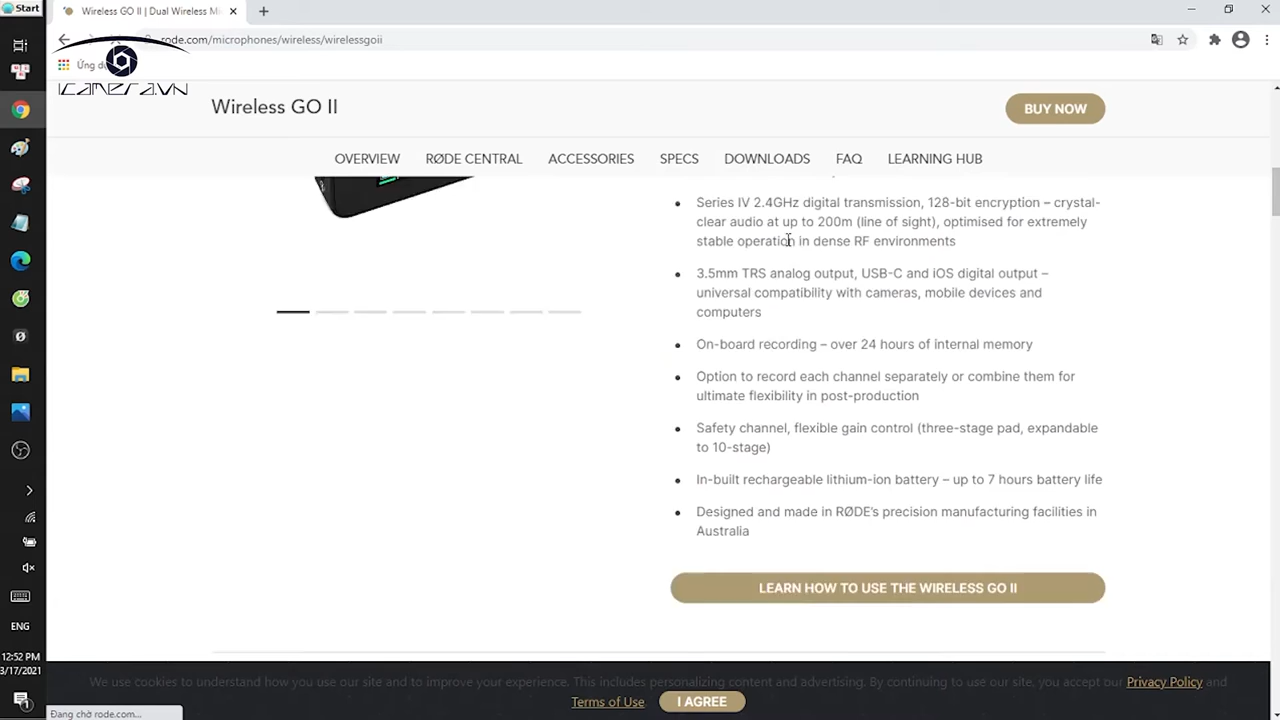 Start
Wireless GO II | Dual Wireless Mi
rode.com/microphones/wireless/wirelessgoii
Ứng dụ
icamera.vn
Wireless GO II
BUY NOW
OVERVIEW RØDE CENTRAL ACCESSORIES SPECS DOWNLOADS FAQ LEARNING HUB
Series IV 2.4GHz digital transmission, 128-bit encryption – crystal-
clear audio at up to 200m (line of sight), optimised for extremely
stable operation in dense RF environments
3.5mm TRS analog output, USB-C and iOS digital output –
universal compatibility with cameras, mobile devices and
computers
On-board recording – over 24 hours of internal memory
Option to record each channel separately or combine them for
ultimate flexibility in post-production
Safety channel, flexible gain control (three-stage pad, expandable
to 10-stage)
In-built rechargeable lithium-ion battery – up to 7 hours battery life
Designed and made in RØDE’s precision manufacturing facilities in
Australia
LEARN HOW TO USE THE WIRELESS GO II
We use cookies to understand how you use our site and to improve your experience. This includes personalizing content and advertising. By continuing to use our site, you accept our Privacy Policy and
Terms of Use. I AGREE
ENG
12:52 PM
3/17/2021
1
Đang chờ rode.com...